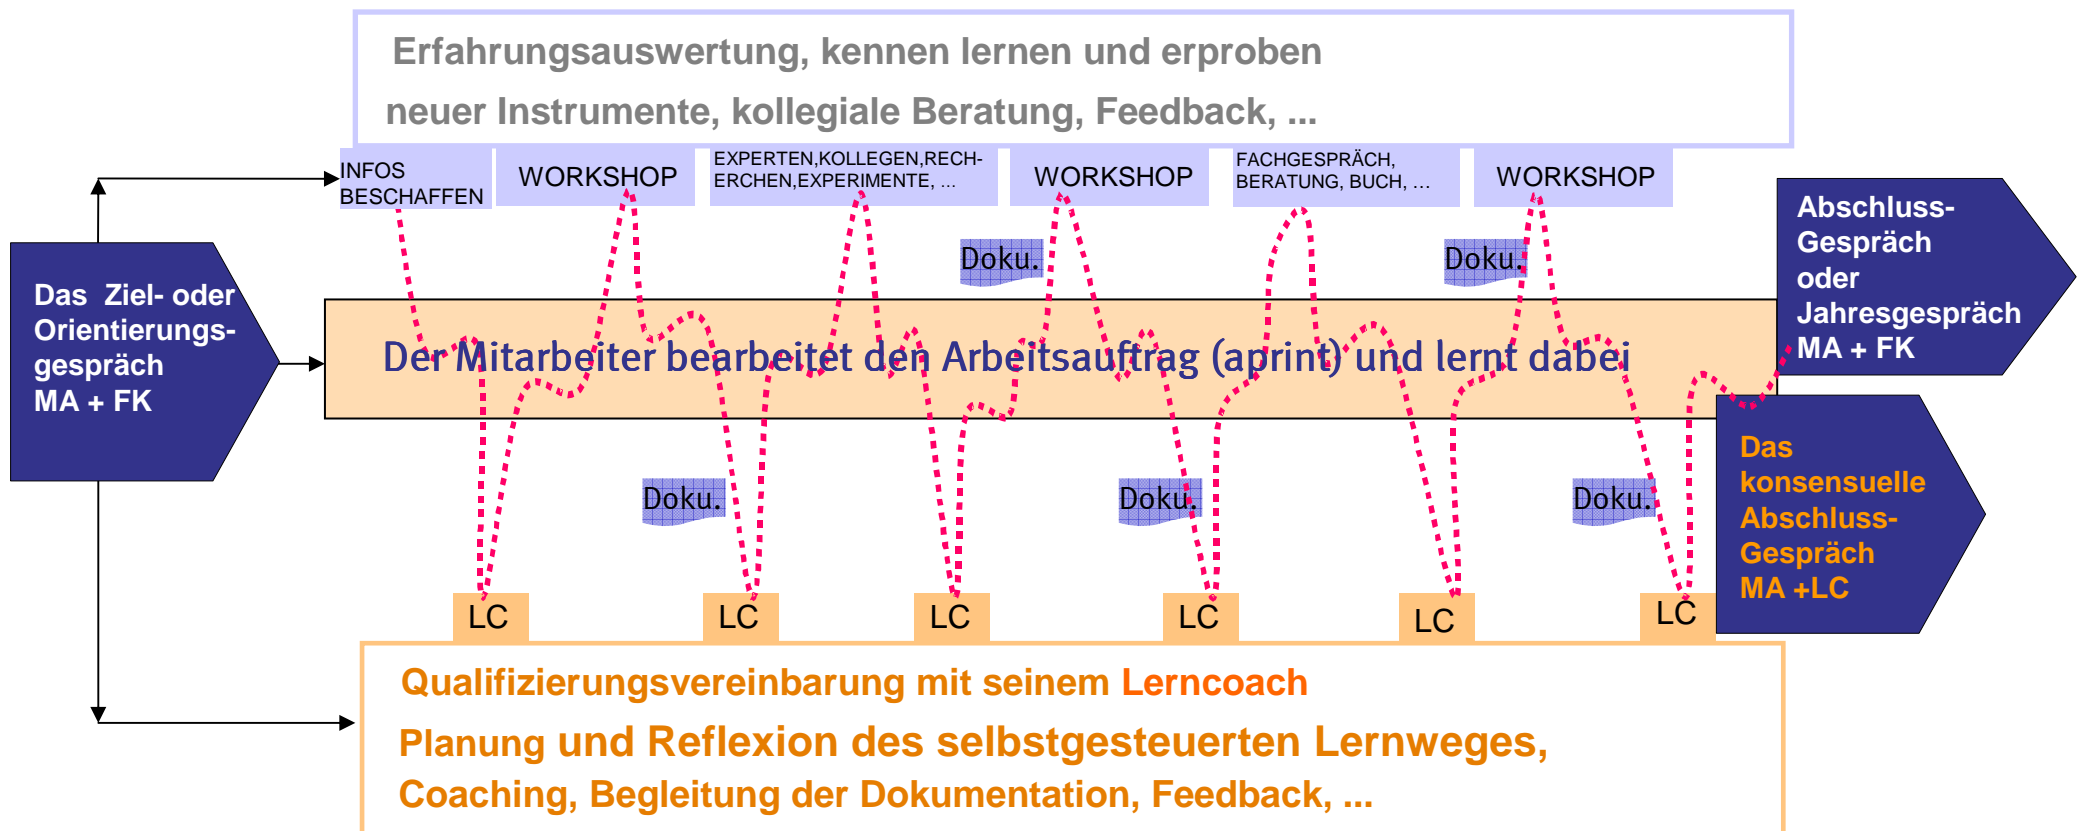 Erfahrungsauswertung, kennen lernen und erproben
neuer Instrumente, kollegiale Beratung, Feedback, ...
INFOS
BESCHAFFEN
WORKSHOP
EXPERTEN,KOLLEGEN,RECH-
ERCHEN,EXPERIMENTE, ...
WORKSHOP
FACHGESPRÄCH,
BERATUNG, BUCH, ...
WORKSHOP
Das Ziel- oder
Orientierungs-
gespräch
MA + FK
Doku.
Doku.
Abschluss-
Gespräch
oder
Jahresgespräch
MA + FK
Der Mitarbeiter bearbeitet den Arbeitsauftrag (aprint) und lernt dabei
Doku.
Doku.
Doku.
Das
konsensuelle
Abschluss-
Gespräch
MA +LC
LC
LC
LC
LC
LC
LC
Qualifizierungsvereinbarung mit seinem Lerncoach
Planung und Reflexion des selbstgesteuerten Lernweges,
Coaching, Begleitung der Dokumentation, Feedback, ...